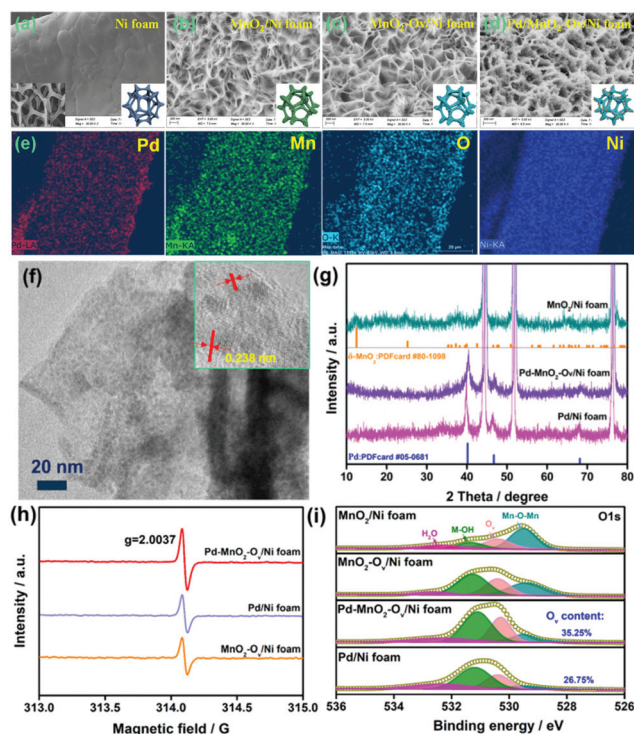 (a) Ni foam
(b) MnO₂/Ni foam
(c) MnO₂-Ov/Ni foam
(d) Pd/MnO₂-Ov/Ni foam
(e) Pd
Mn
O
Ni
Pd-LA
Mn-KA
O-K
Ni-KA
(f)
0.238 nm
20 nm
(g)
Intensity / a.u.
MnO₂/Ni foam
δ-MnO₂:PDFcard #80-1098
Pd-MnO₂-Ov/Ni foam
Pd/Ni foam
Pd:PDFcard #05-0681
10 20 30 40 50 60 70 80
2 Theta / degree
(h)
Intensity / a.u.
g=2.0037
Pd-MnO₂-Oᵥ/Ni foam
Pd/Ni foam
MnO₂-Oᵥ/Ni foam
313.0 313.5 314.0 314.5 315.0
Magnetic field / G
(i)
Intensity / a.u.
MnO₂/Ni foam
O1s
H₂O
M-OH
Oᵥ
Mn-O-Mn
MnO₂-Oᵥ/Ni foam
Pd-MnO₂-Oᵥ/Ni foam
Oᵥ content:
35.25%
Pd/Ni foam
26.75%
536 534 532 530 528 526
Binding energy / eV